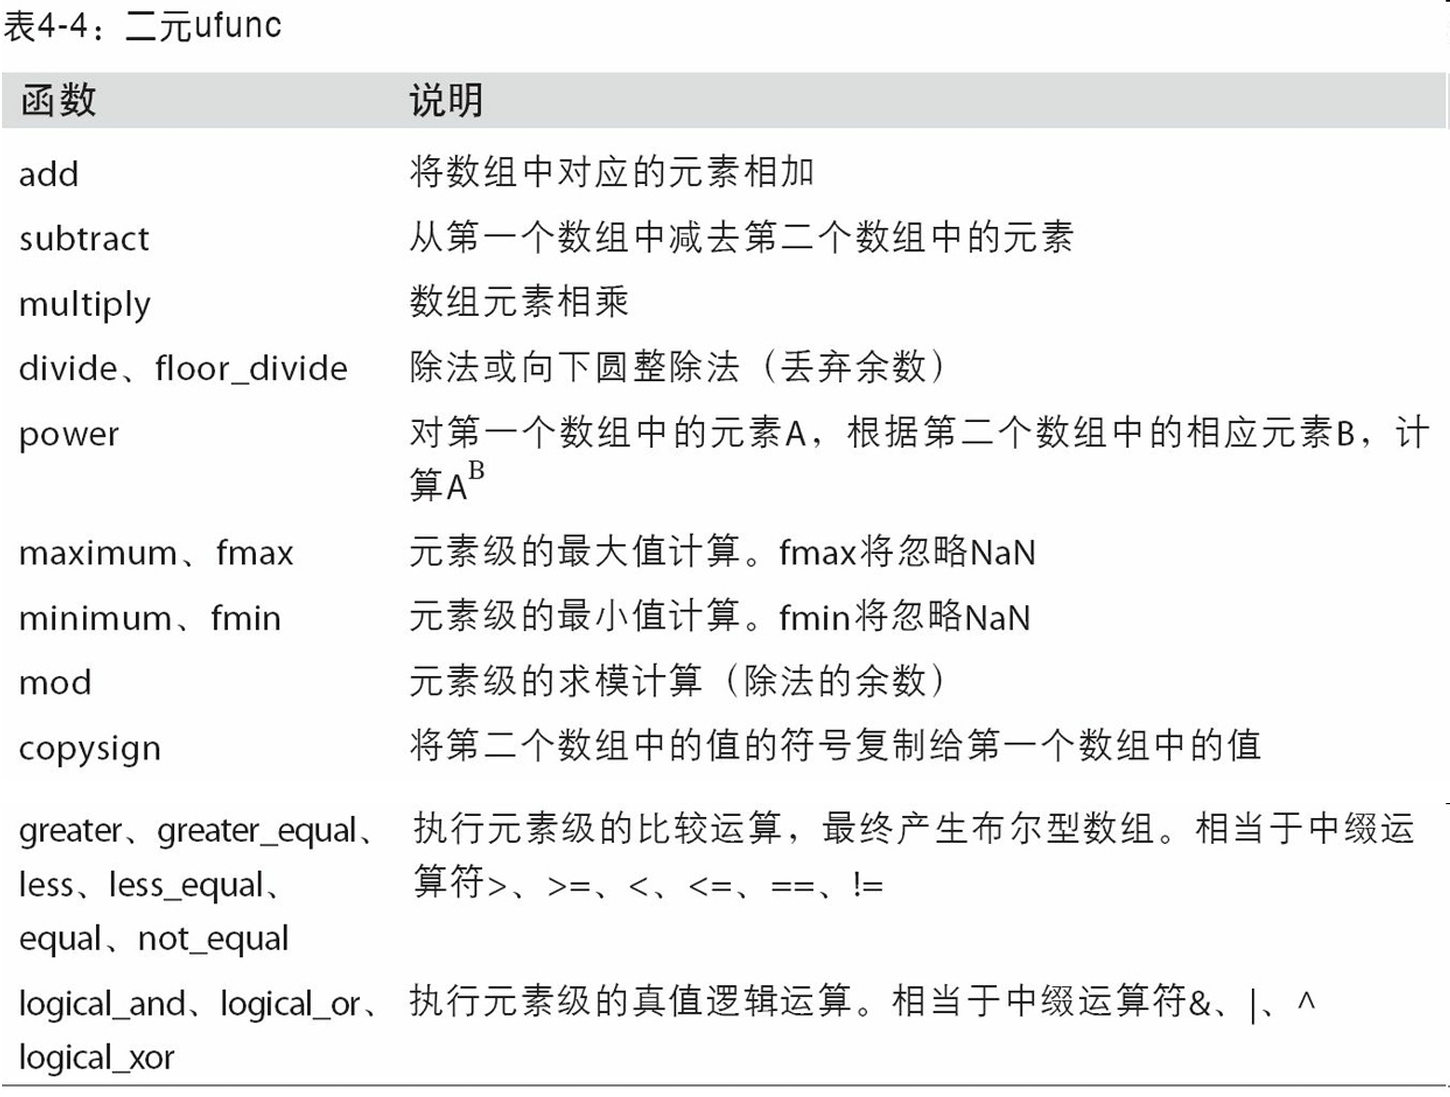 表4-4：二元ufunc
函数 说明
add 将数组中对应的元素相加
subtract 从第一个数组中减去第二个数组中的元素
multiply 数组元素相乘
divide、floor_divide 除法或向下圆整除法（丢弃余数）
power 对第一个数组中的元素A，根据第二个数组中的相应元素B，计
算A^B
maximum、fmax 元素级的最大值计算。fmax将忽略NaN
minimum、fmin 元素级的最小值计算。fmin将忽略NaN
mod 元素级的求模计算（除法的余数）
copysign 将第二个数组中的值的符号复制给第一个数组中的值
greater、greater_equal、 执行元素级的比较运算，最终产生布尔型数组。相当于中缀运
less、less_equal、 算符>、>=、<、<=、==、!=
equal、not_equal
logical_and、logical_or、 执行元素级的真值逻辑运算。相当于中缀运算符&、|、^
logical_xor